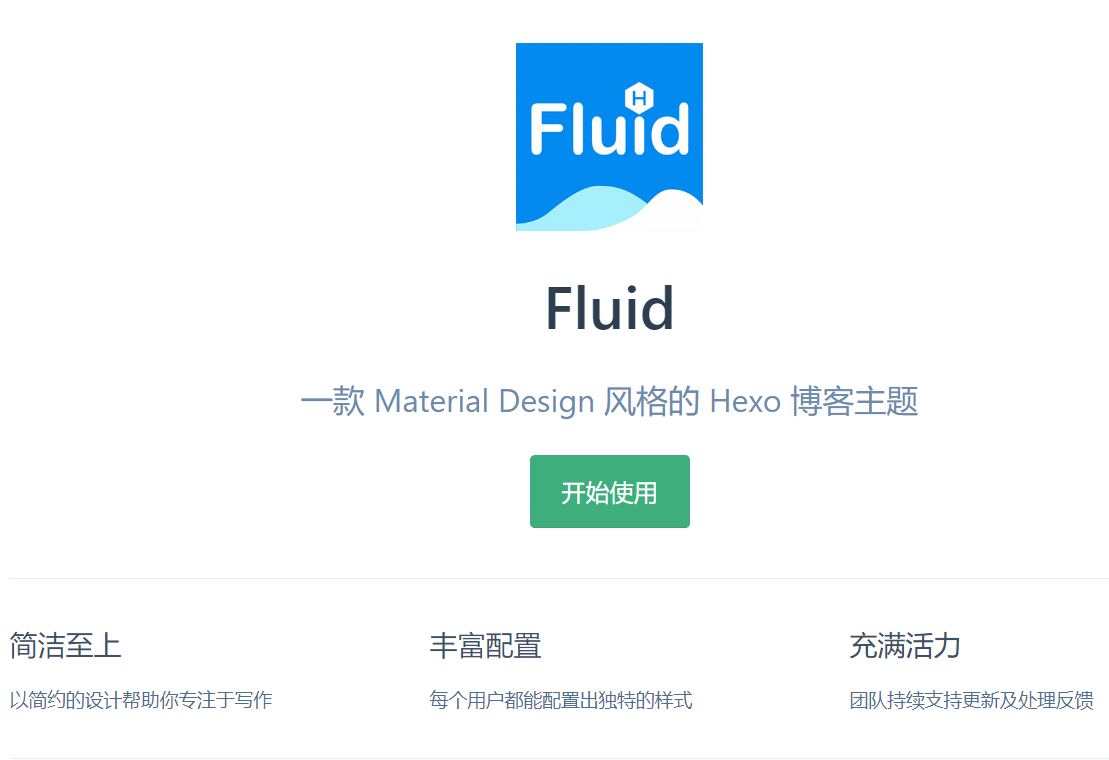 H
Fluid
Fluid
一款 Material Design 风格的 Hexo 博客主题
开始使用
简洁至上
以简约的设计帮助你专注于写作
丰富配置
每个用户都能配置出独特的样式
充满活力
团队持续支持更新及处理反馈